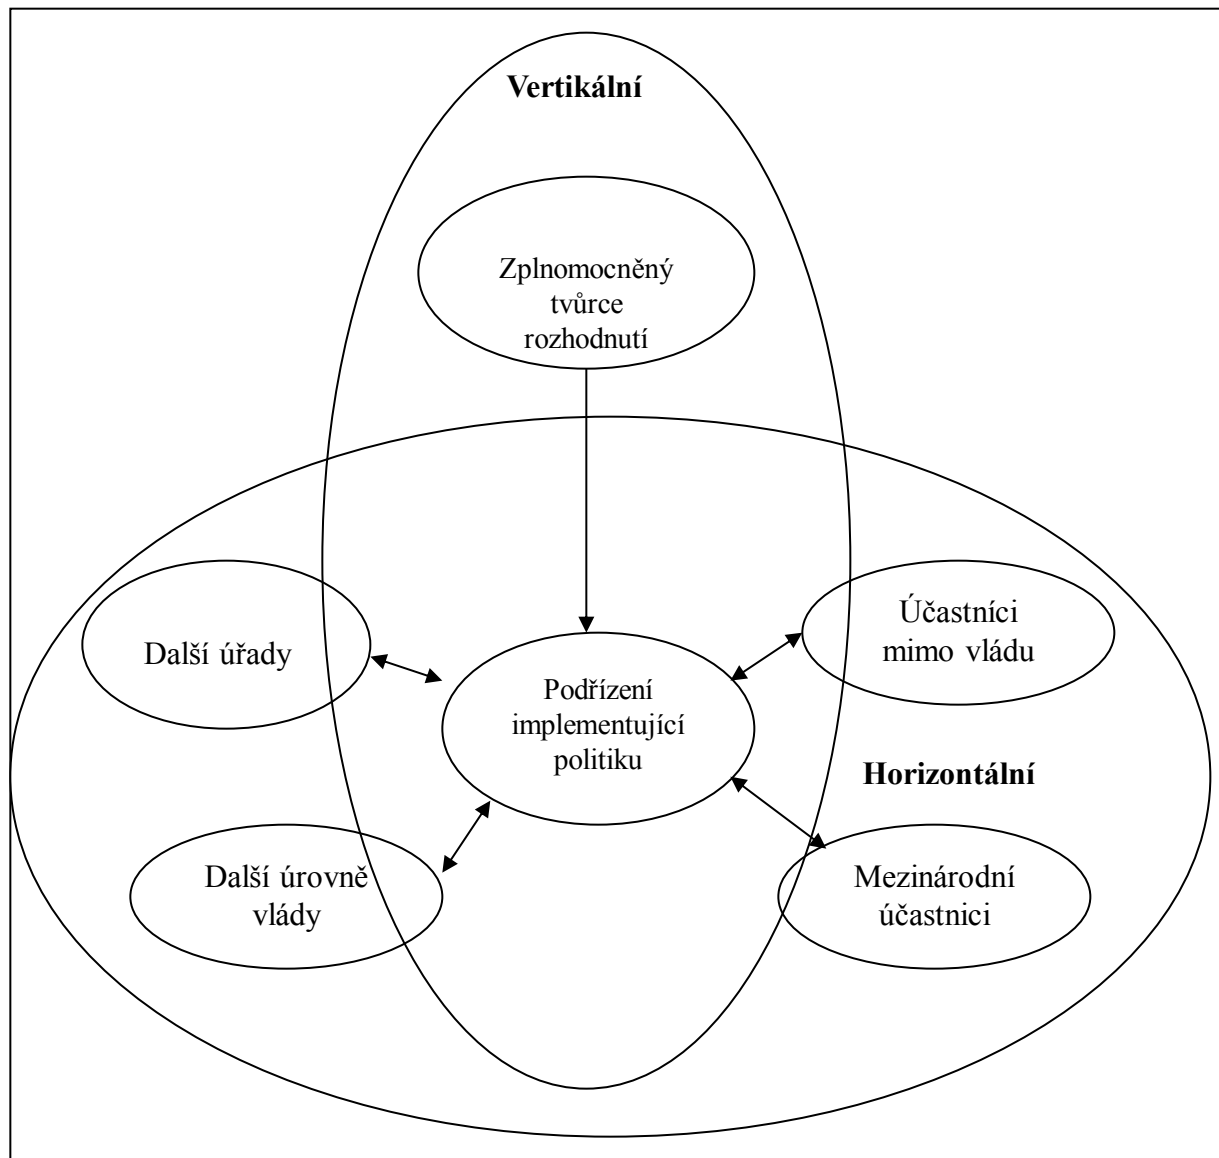 Vertikální
Zplnomocněný
tvůrce
rozhodnutí
Další úřady
Účastníci
mimo vládu
Podřízení
implementující
politiku
Horizontální
Další úrovně
vlády
Mezinárodní
účastnici